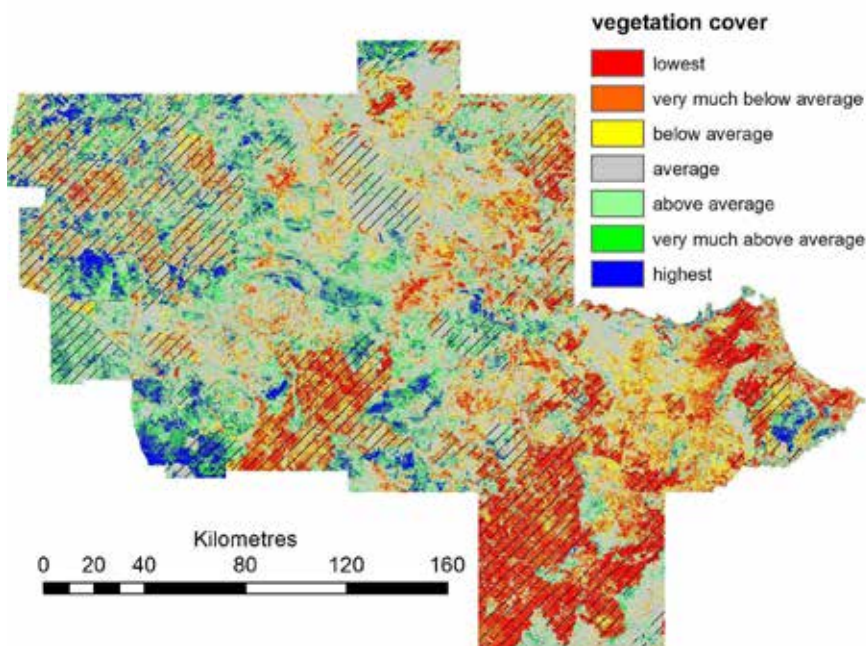 vegetation cover
lowest
very much below average
below average
average
above average
very much above average
highest
Kilometres
0 20 40 80 120 160